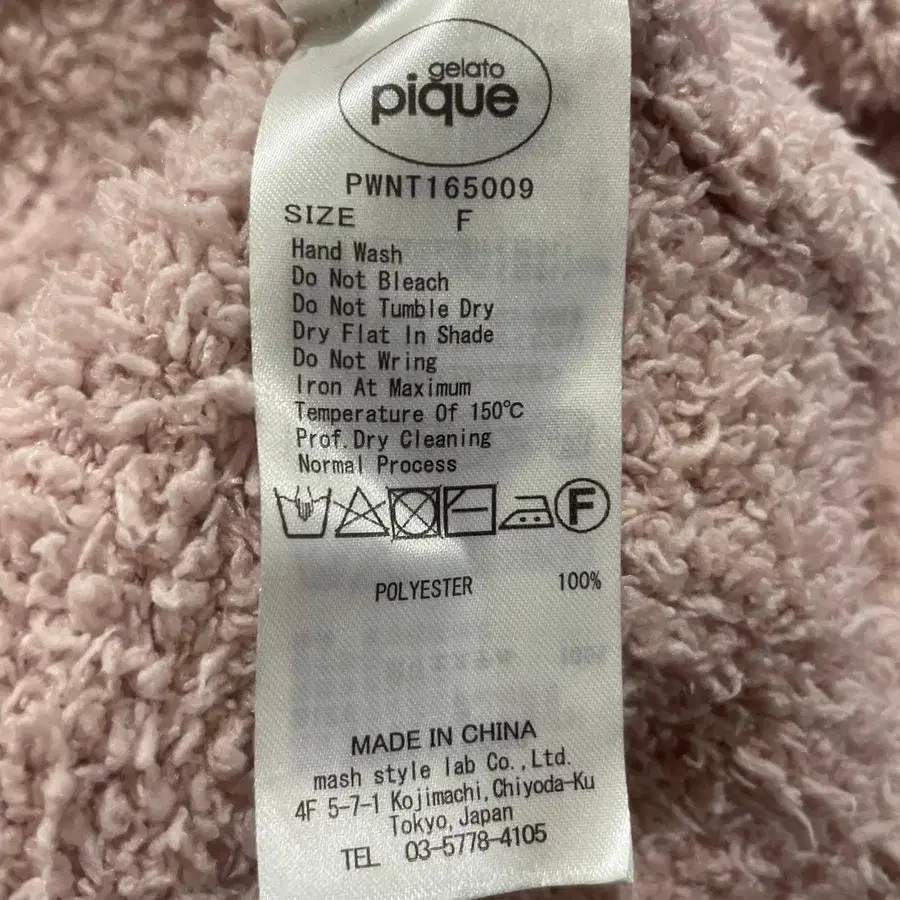 gelato
pique
PWNT165009
SIZE F
Hand Wash
Do Not Bleach
Do Not Tumble Dry
Dry Flat In Shade
Do Not Wring
Iron At Maximum
Temperature Of 150℃
Prof.Dry Cleaning
Normal Process
F
POLYESTER 100%
MADE IN CHINA
mash style lab Co.,Ltd.
4F 5-7-1 Kojimachi,Chiyoda-Ku
Tokyo,Japan
TEL 03-5778-4105